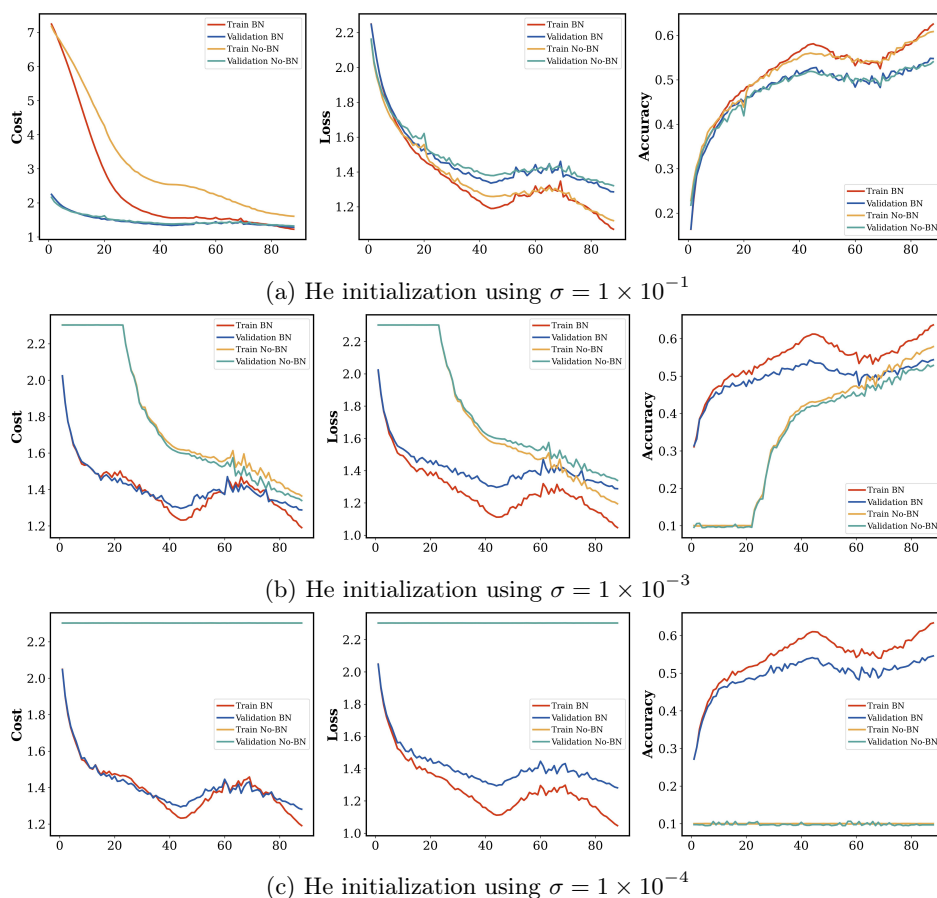 Train BN
Validation BN
Train No-BN
Validation No-BN
Cost
7
6
5
4
3
2
1
0 20 40 60 80
Train BN
Validation BN
Train No-BN
Validation No-BN
Loss
2.2
2.0
1.8
1.6
1.4
1.2
0 20 40 60 80
Train BN
Validation BN
Train No-BN
Validation No-BN
Accuracy
0.6
0.5
0.4
0.3
0.2
0 20 40 60 80
(a) He initialization using σ = 1 × 10⁻¹
Train BN
Validation BN
Train No-BN
Validation No-BN
Cost
2.2
2.0
1.8
1.6
1.4
1.2
0 20 40 60 80
Train BN
Validation BN
Train No-BN
Validation No-BN
Loss
2.2
2.0
1.8
1.6
1.4
1.2
1.0
0 20 40 60 80
Train BN
Validation BN
Train No-BN
Validation No-BN
Accuracy
0.6
0.5
0.4
0.3
0.2
0.1
0 20 40 60 80
(b) He initialization using σ = 1 × 10⁻³
Train BN
Validation BN
Train No-BN
Validation No-BN
Cost
2.2
2.0
1.8
1.6
1.4
1.2
0 20 40 60 80
Train BN
Validation BN
Train No-BN
Validation No-BN
Loss
2.2
2.0
1.8
1.6
1.4
1.2
1.0
0 20 40 60 80
Train BN
Validation BN
Train No-BN
Validation No-BN
Accuracy
0.6
0.5
0.4
0.3
0.2
0.1
0 20 40 60 80
(c) He initialization using σ = 1 × 10⁻⁴